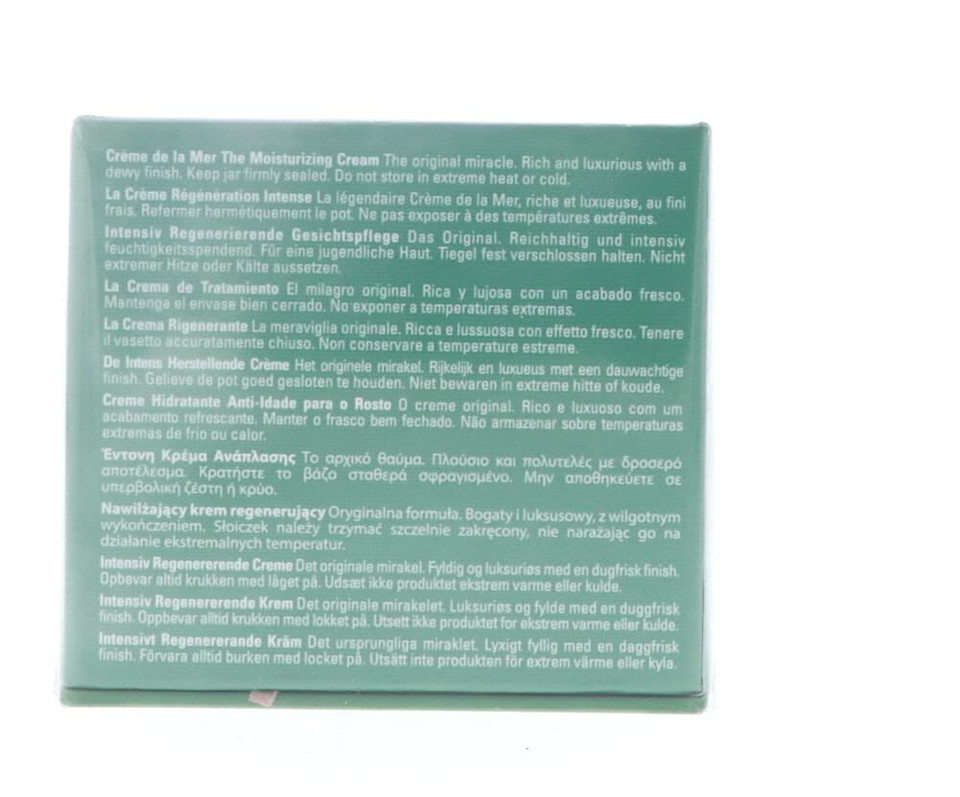 Crème de la Mer The Moisturizing Cream The original miracle. Rich and luxurious with a
dewy finish. Keep jar firmly sealed. Do not store in extreme heat or cold.
La Crème Régénération Intense La légendaire Crème de la Mer, riche et luxueuse, au fini
frais. Refermer hermétiquement le pot. Ne pas exposer à des températures extrêmes.
Intensiv Regenerierende Gesichtspflege Das Original. Reichhaltig und intensiv
feuchtigkeitsspendend. Für eine jugendliche Haut. Tiegel fest verschlossen halten. Nicht
extremer Hitze oder Kälte aussetzen.
La Crema de Tratamiento El milagro original. Rica y lujosa con un acabado fresco.
Mantenga el envase bien cerrado. No exponer a temperaturas extremas.
La Crema Rigenerante La meraviglia originale. Ricca e lussuosa con effetto fresco. Tenere
il vasetto accuratamente chiuso. Non conservare a temperature estreme.
De Intens Herstellende Crème Het originele mirakel. Rijkelijk en luxueus met een dauwachtige
finish. Gelieve de pot goed gesloten te houden. Niet bewaren in extreme hitte of koude.
Creme Hidratante Anti-Idade para o Rosto O creme original. Rico e luxuoso com um
acabamento refrescante. Manter o frasco bem fechado. Não armazenar sobre temperaturas
extremas de frio ou calor.
Έντονη Κρέμα Ανάπλασης Το αρχικό θαύμα. Πλούσιο και πολυτελές με δροσερό
αποτέλεσμα. Κρατήστε το βάζο σταθερά σφραγισμένο. Μην αποθηκεύετε σε
υπερβολική ζέστη ή κρύο.
Nawilżający krem regenerujący Oryginalna formuła. Bogaty i luksusowy, z wilgotnym
wykończeniem. Słoiczek należy trzymać szczelnie zakręcony, nie narażając go na
działanie ekstremalnych temperatur.
Intensiv Regenererende Creme Det originale mirakel. Fyldig og luksuriøs med en dugfrisk finish.
Opbevar altid krukken med låget på. Udsæt ikke produktet ekstrem varme eller kulde.
Intensiv Regenererende Krem Det originale mirakelet. Luksuriøs og fylde med en duggfrisk
finish. Oppbevar alltid krukken med lokket på. Utsett ikke produktet for ekstrem varme eller kulde.
Intensivt Regenererande Kräm Det ursprungliga miraklet. Lyxigt fyllig med en daggfrisk
finish. Förvara alltid burken med locket på. Utsätt inte produkten för extrem värme eller kyla.